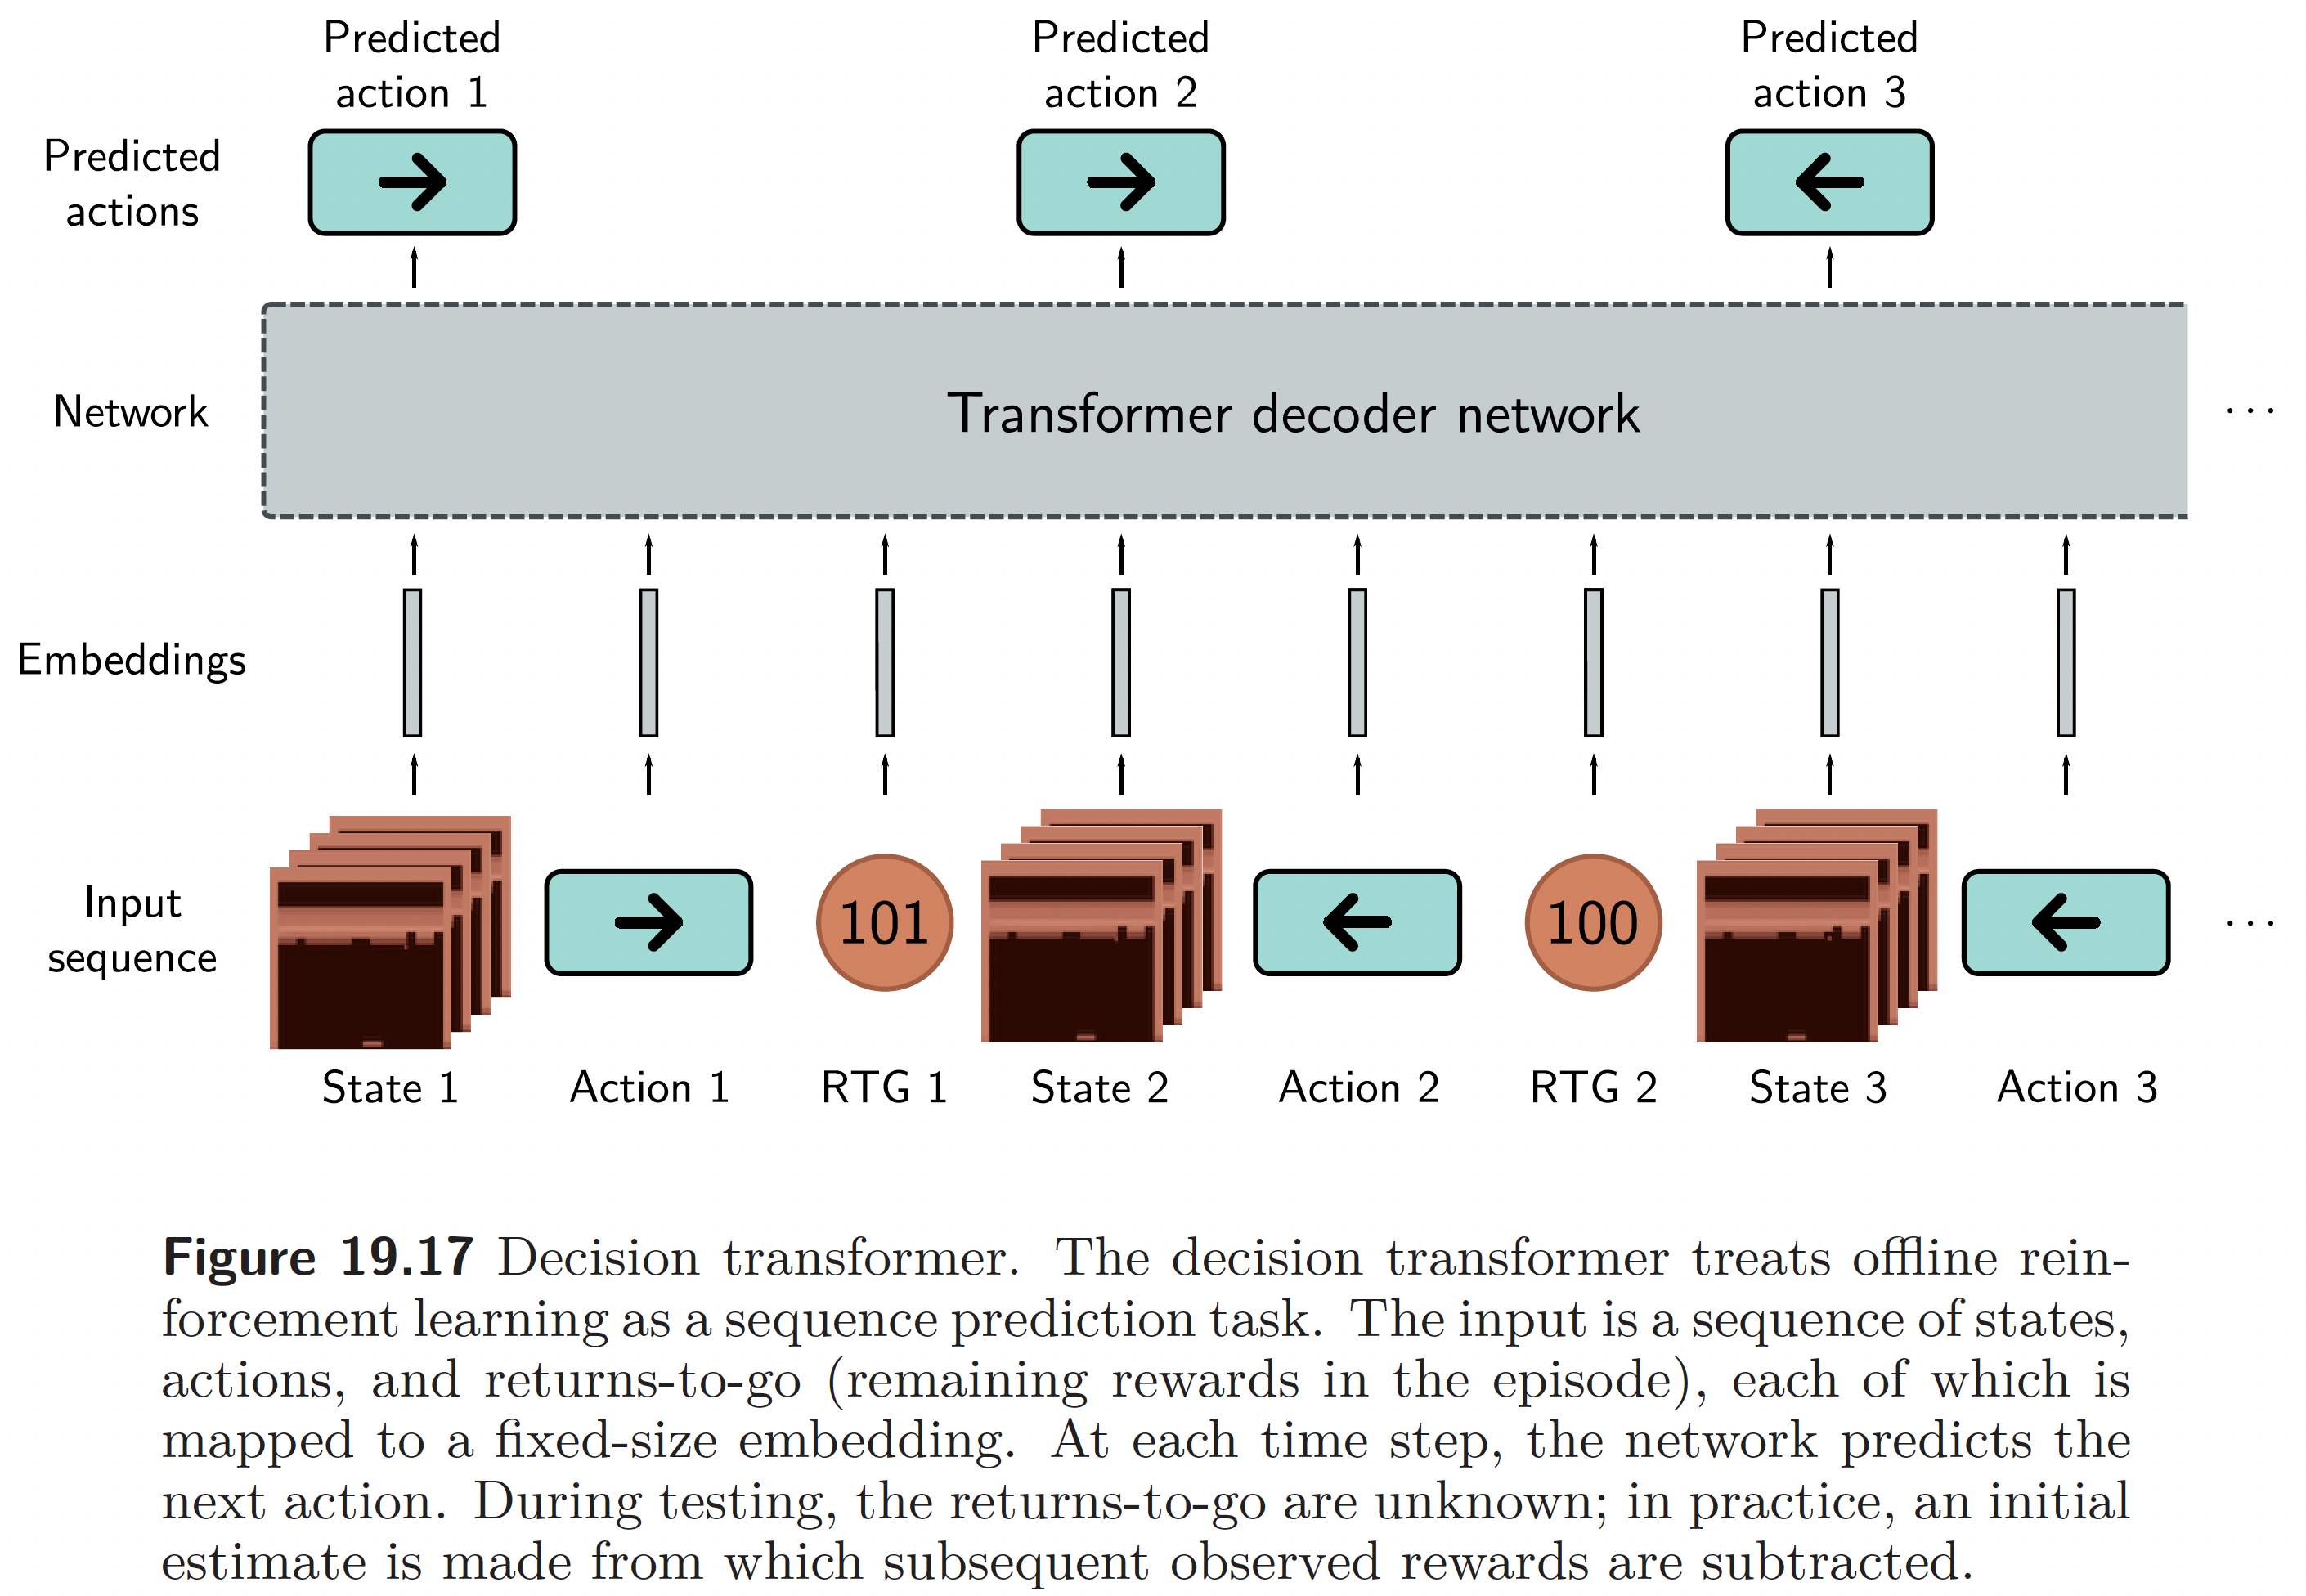 Predicted action 1
Predicted action 2
Predicted action 3
Predicted actions
Network
Transformer decoder network
...
Embeddings
Input sequence
101
100
...
State 1
Action 1
RTG 1
State 2
Action 2
RTG 2
State 3
Action 3
Figure 19.17 Decision transformer. The decision transformer treats offline rein-
forcement learning as a sequence prediction task. The input is a sequence of states,
actions, and returns-to-go (remaining rewards in the episode), each of which is
mapped to a fixed-size embedding. At each time step, the network predicts the
next action. During testing, the returns-to-go are unknown; in practice, an initial
estimate is made from which subsequent observed rewards are subtracted.